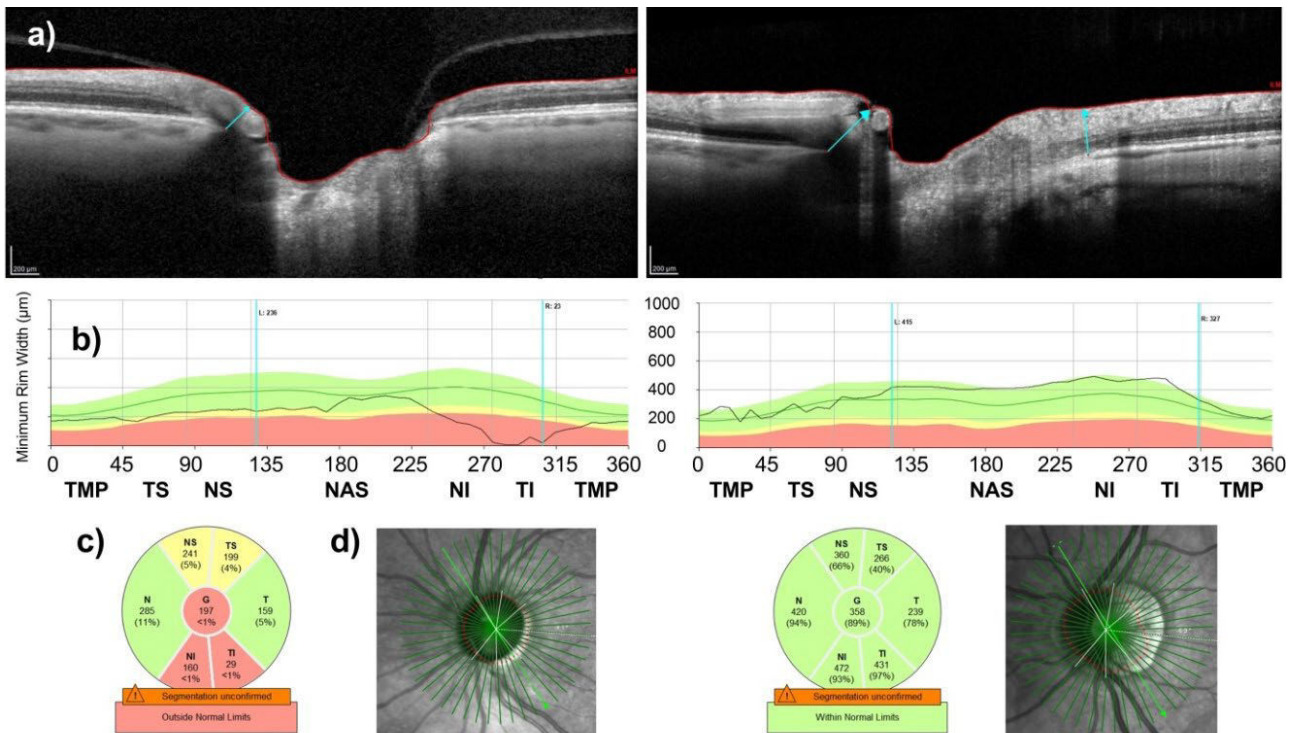 a)
ILM
ILM
200 µm
200 µm
b)
Minimum Rim Width (µm)
L: 236
R: 23
0 45 90 135 180 225 270 315 360
TMP TS NS NAS NI TI TMP
1000
800
600
400
200
0
L: 415
R: 327
0 45 90 135 180 225 270 315 360
TMP TS NS NAS NI TI TMP
c)
NS
241
(5%)
TS
199
(4%)
N
285
(11%)
G
197
<1%
T
159
(5%)
NI
160
<1%
TI
29
<1%
Segmentation unconfirmed
Outside Normal Limits
d)
NS
360
(66%)
TS
266
(40%)
N
420
(94%)
G
358
(89%)
T
239
(78%)
NI
472
(93%)
TI
431
(97%)
Segmentation unconfirmed
Within Normal Limits